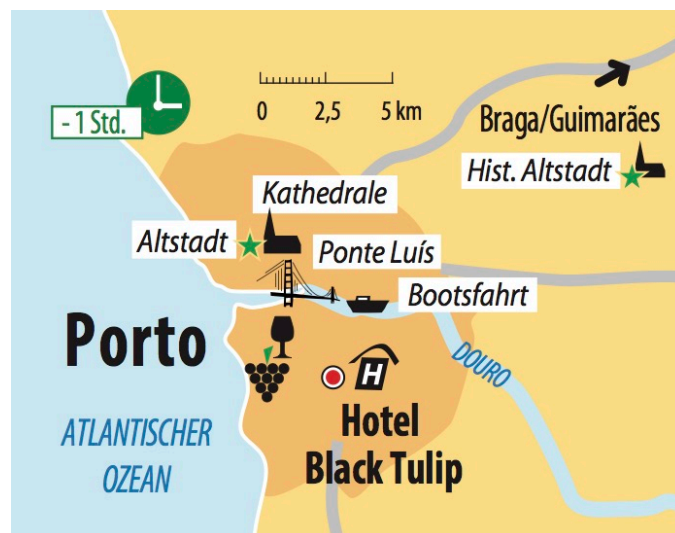 - 1 Std.
0 2,5 5 km
Braga/Guimarães
Hist. Altstadt
Kathedrale
Altstadt
Ponte Luís
Bootsfahrt
Porto
DOURO
H
Hotel
Black Tulip
ATLANTISCHER
OZEAN